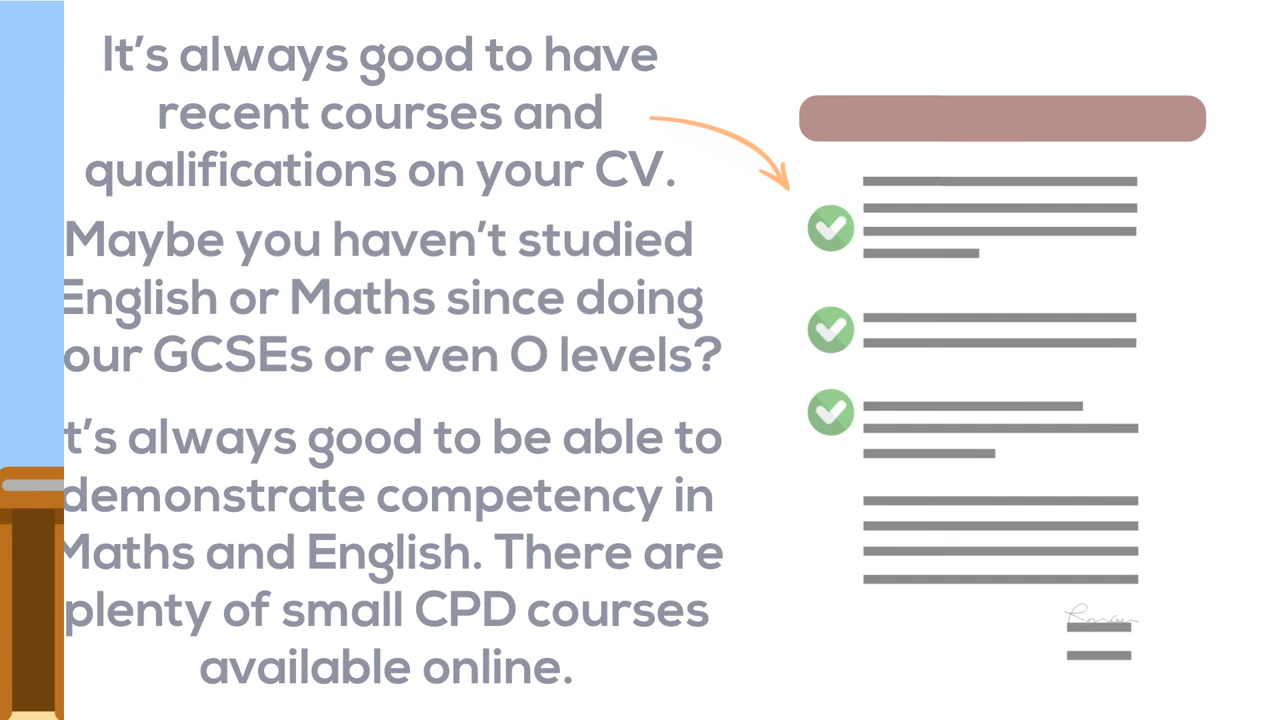 It's always good to have
recent courses and
qualifications on your CV.
Maybe you haven't studied
English or Maths since doing
our GCSEs or even O levels?
t's always good to be able to
demonstrate competency in
Maths and English. There are
plenty of small CPD courses
available online.